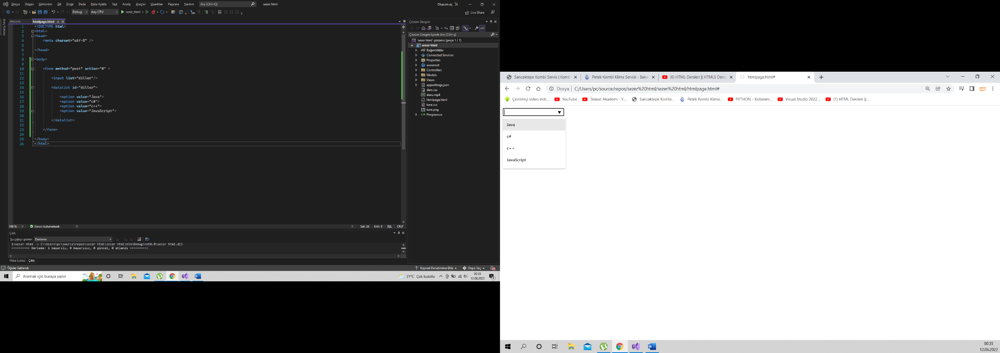 Dosya Düzen Görünüm Git Proje Derle Hata Ayıkla Test Analiz Araçlar Uzantılar Pencere Yardım Ara (Ctrl+Q) sezer html Oturum aç
Debug Any CPU sezer_html Live Share
Araç Kutusu
ders.css htmlpage.html
1 <!DOCTYPE html>
2 <html>
3 <head>
4 <meta charset="utf-8" />
5
6 </head>
7
8 <body>
9
10 <form method="post" action="#" >
11
12 <input list="diller"/>
13
14 <datalist id="diller">
15
16 <option value="Java">
17 <option value="c#">
18 <option value="c++">
19 <option value="JavaScript">
20
21 </datalist>
22
23 </form>
24
25 </body>
26 </html>
106 % Sorun bulunamadı Sat: 26 Krkt: 8 BŞL CRLF
Çıktı
Şu çıktıyı göster: Derleme
1>sezer html -> C:\Users\pc\source\repos\sezer html\sezer html\bin\Debug\net6.0\sezer html.dll
========== Derleme: 1 başarılı, 0 başarısız, 0 güncel, 0 atlandı ==========
Hata Listesi Çıktı
Öğeler Saklandı Kaynak Denetimine Ekle Depo Seç 2
Çözüm Gezgini
Çözüm Gezgini İçinde Ara (Ctrl+ş)
'sezer html' çözümü (proje 1 / 1)
sezer html
Bağımlılıklar
Connected Services
Properties
wwwroot
Controllers
Models
Views
appsettings.json
ders.css
duru.mp4
htmlpage.html
kare.ico
kare.png
C# Program.cs
Aramak için buraya yazın 21°C Çok bulutlu 00:35
12.06.2022 1
Sancaktepe Kombi Servis | Kombi Petek Kombi Klima Servisi - Bakım (6) HTML Dersleri || HTML5 Dersle htmlpage.html#
Dosya | C:/Users/pc/source/repos/sezer%20html/sezer%20html/htmlpage.html#
Çevrimiçi video indi... YouTube Tesisat Akademi - Y... Sancaktepe Kombi... Petek Kombi Klima... PYTHON - Kullanım... Visual Studio 2022... (1) HTML Dersleri ||...
Java
c#
c++
JavaScript
00:35
12.06.2022